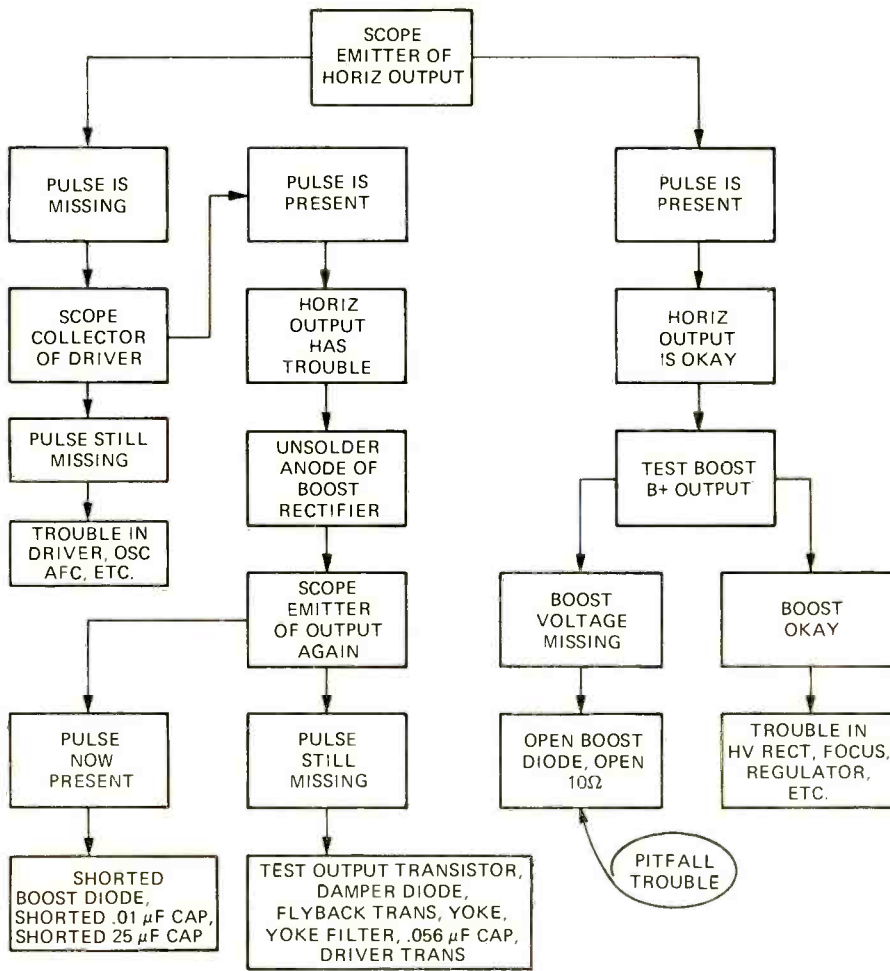 SCOPE
EMITTER OF
HORIZ OUTPUT
PULSE IS
MISSING
PULSE IS
PRESENT
PULSE IS
PRESENT
SCOPE
COLLECTOR
OF DRIVER
HORIZ
OUTPUT
HAS
TROUBLE
HORIZ
OUTPUT
IS OKAY
PULSE STILL
MISSING
UNSOLDER
ANODE OF
BOOST
RECTIFIER
TEST BOOST
B+ OUTPUT
TROUBLE IN
DRIVER, OSC
AFC, ETC.
SCOPE
EMITTER
OF OUTPUT
AGAIN
BOOST
VOLTAGE
MISSING
BOOST
OKAY
PULSE
NOW
PRESENT
PULSE
STILL
MISSING
OPEN BOOST
DIODE, OPEN
10Ω
TROUBLE IN
HV RECT, FOCUS,
REGULATOR,
ETC.
SHORTED
BOOST DIODE,
SHORTED .01 μF CAP,
SHORTED 25 μF CAP
TEST OUTPUT TRANSISTOR,
DAMPER DIODE,
FLYBACK TRANS, YOKE,
YOKE FILTER, .056 μF CAP,
DRIVER TRANS
PITFALL
TROUBLE